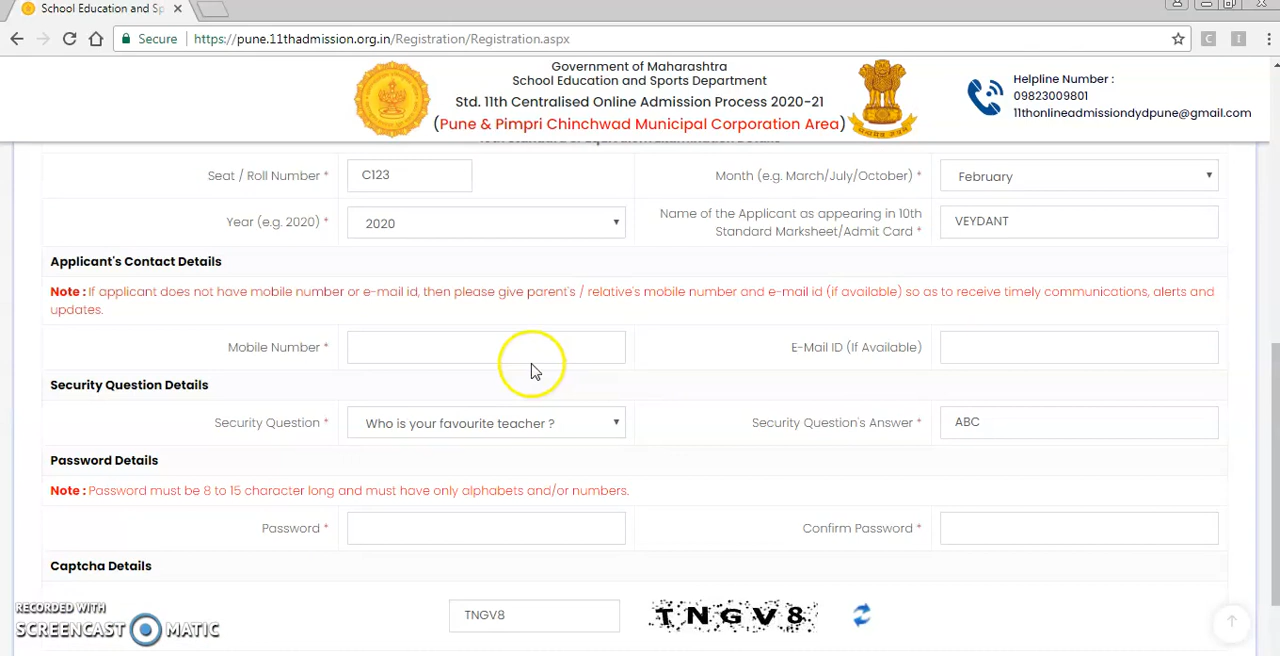 School Education and Sp
Secure
https://pune.11thadmission.org.in/Registration/Registration.aspx
C
I
Government of Maharashtra
School Education and Sports Department
Std. 11th Centralised Online Admission Process 2020-21
(Pune & Pimpri Chinchwad Municipal Corporation Area)
Helpline Number :
09823009801
11thonlineadmissiondydpune@gmail.com
Seat / Roll Number * C123
Month (e.g. March/July/October) * February
Year (e.g. 2020) * 2020
Name of the Applicant as appearing in 10th
Standard Marksheet/Admit Card *
VEYDANT
Applicant's Contact Details
Note : If applicant does not have mobile number or e-mail id, then please give parent's / relative's mobile number and e-mail id (if available) so as to receive timely communications, alerts and
updates.
Mobile Number *
E-Mail ID (If Available)
Security Question Details
Security Question * Who is your favourite teacher ?
Security Question's Answer * ABC
Password Details
Note : Password must be 8 to 15 character long and must have only alphabets and/or numbers.
Password *
Confirm Password *
Captcha Details
TNGV8
TNGV8
RECORDED WITH
SCREENCAST MATIC